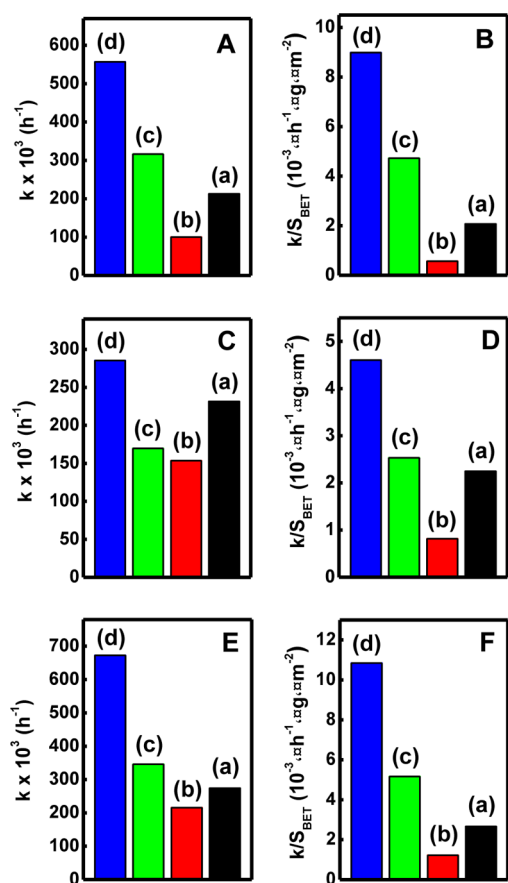 A
k x 10³ (h⁻¹)
600
500
400
300
200
100
0
(d)
(c)
(b)
(a)
B
k/S_BET (10⁻³·¤h⁻¹·¤g·¤m⁻²)
10
8
6
4
2
0
(d)
(c)
(b)
(a)
C
k x 10³ (h⁻¹)
300
250
200
150
100
50
0
(d)
(c)
(b)
(a)
D
k/S_BET (10⁻³·¤h⁻¹·¤g·¤m⁻²)
5
4
3
2
1
0
(d)
(c)
(b)
(a)
E
k x 10³ (h⁻¹)
700
600
500
400
300
200
100
0
(d)
(c)
(b)
(a)
F
k/S_BET (10⁻³·¤h⁻¹·¤g·¤m⁻²)
12
10
8
6
4
2
0
(d)
(c)
(b)
(a)